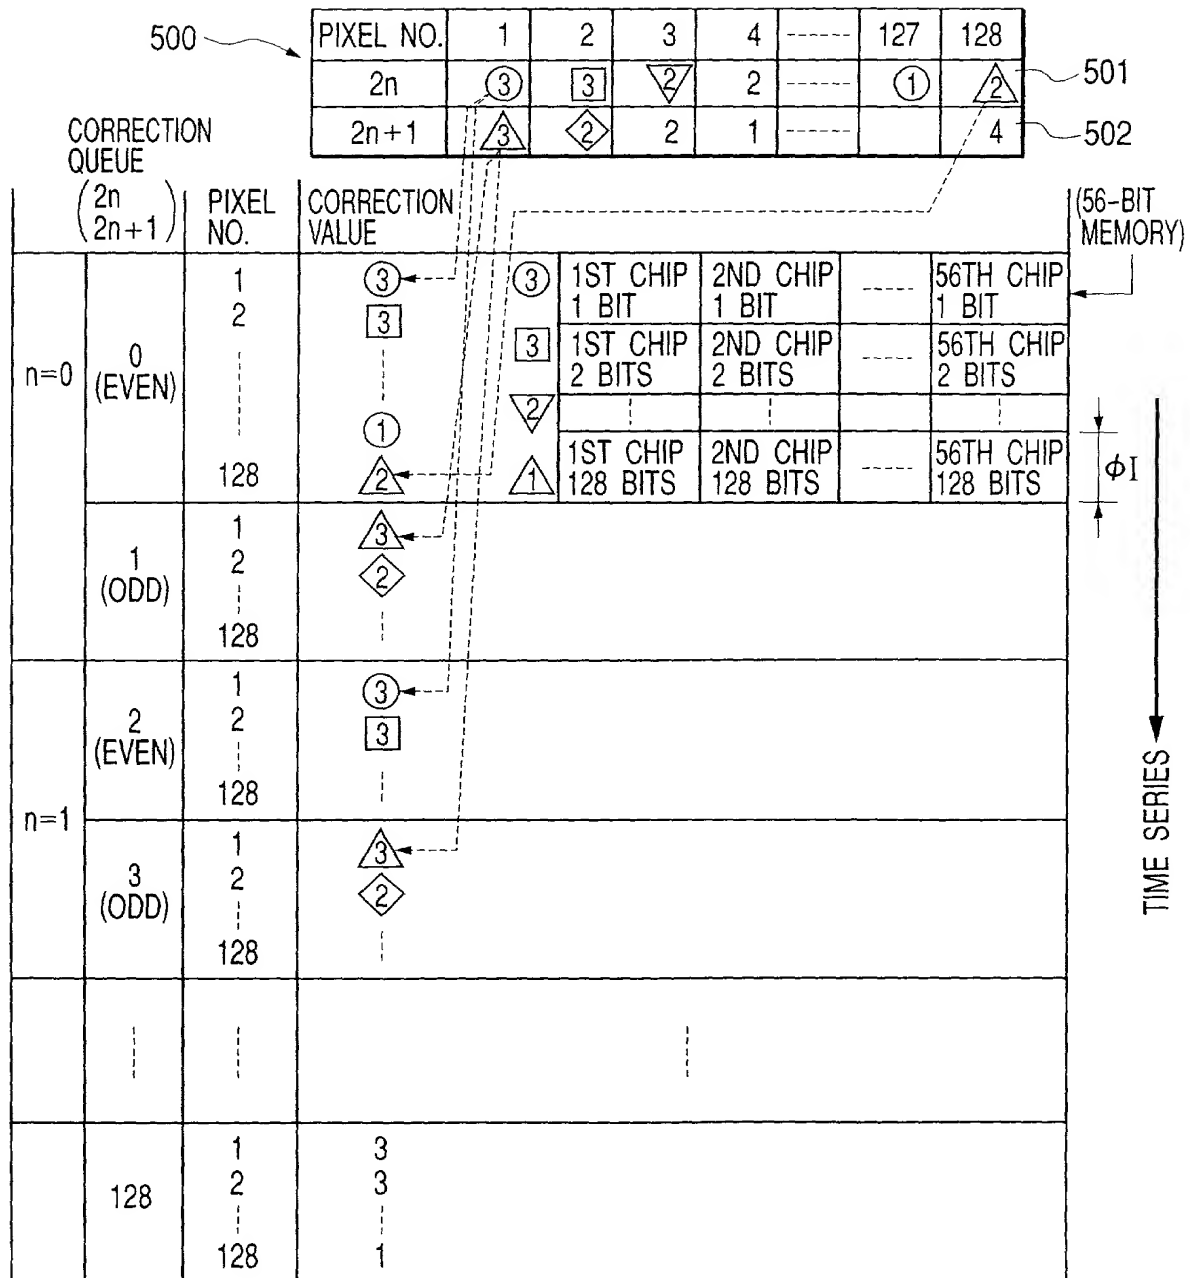 500
PIXEL NO. 1 2 3 4 127 128
2n 3 3 2 2 1 2 501
2n+1 3 2 2 1 4 502
CORRECTION
QUEUE
(2n
2n+1)
PIXEL
NO.
CORRECTION
VALUE
(56-BIT
MEMORY)
n=0
0
(EVEN)
1 3
2 3
1
128 2
3 1ST CHIP 2ND CHIP 56TH CHIP
1 BIT 1 BIT 1 BIT
3 1ST CHIP 2ND CHIP 56TH CHIP
2 BITS 2 BITS 2 BITS
2
1 1ST CHIP 2ND CHIP 56TH CHIP
128 BITS 128 BITS 128 BITS
φI
1
(ODD)
1 3
2 2
128
n=1
2
(EVEN)
1 3
2 3
128
3
(ODD)
1 3
2 2
128
TIME SERIES
128
1 3
2 3
128 1